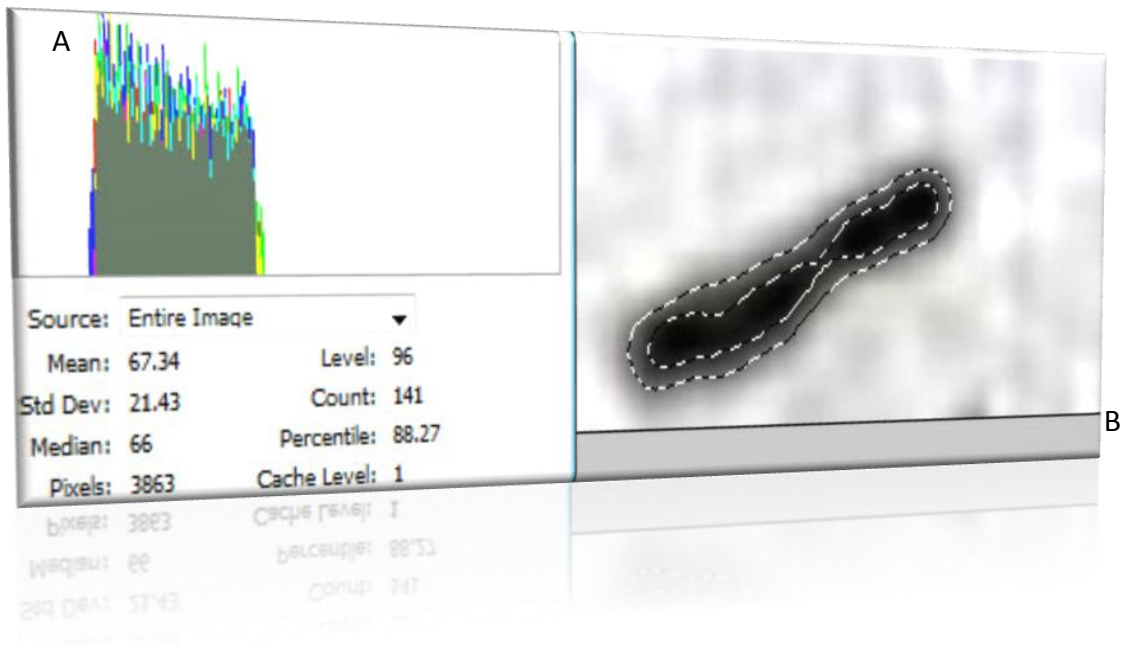 A
Source: Entire Image
Mean: 67.34 Level: 96
Std Dev: 21.43 Count: 141
Median: 66 Percentile: 88.27
Pixels: 3863 Cache Level: 1
B